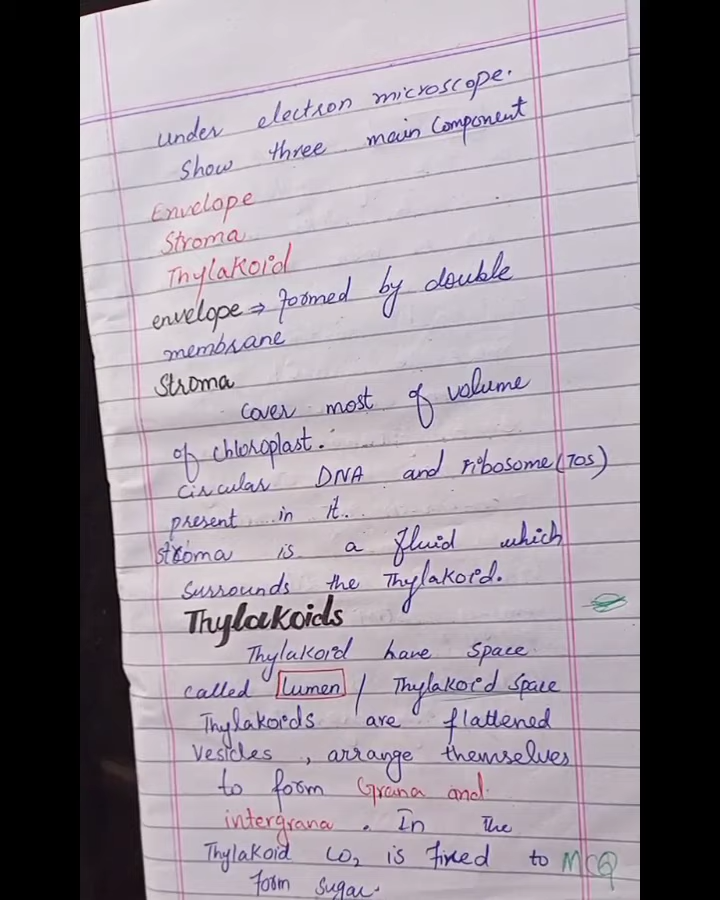 under electron microscope.
Show three main Component
Envelope
Stroma
Thylakoid
envelope ⇒ formed by double
membrane
Stroma
Cover most of volume
of chloroplast.
circular DNA and ribosome (70s)
present in it.
stroma is a fluid which
surrounds the Thylakoid.
Thylakoids
Thylakoid have space
called Lumen / Thylakoid space
Thylakoids are flattened
vesicles, arrange themselves
to form Grana and
intergrana. In the
Thylakoid CO₂ is fixed to MCQ
form sugar.